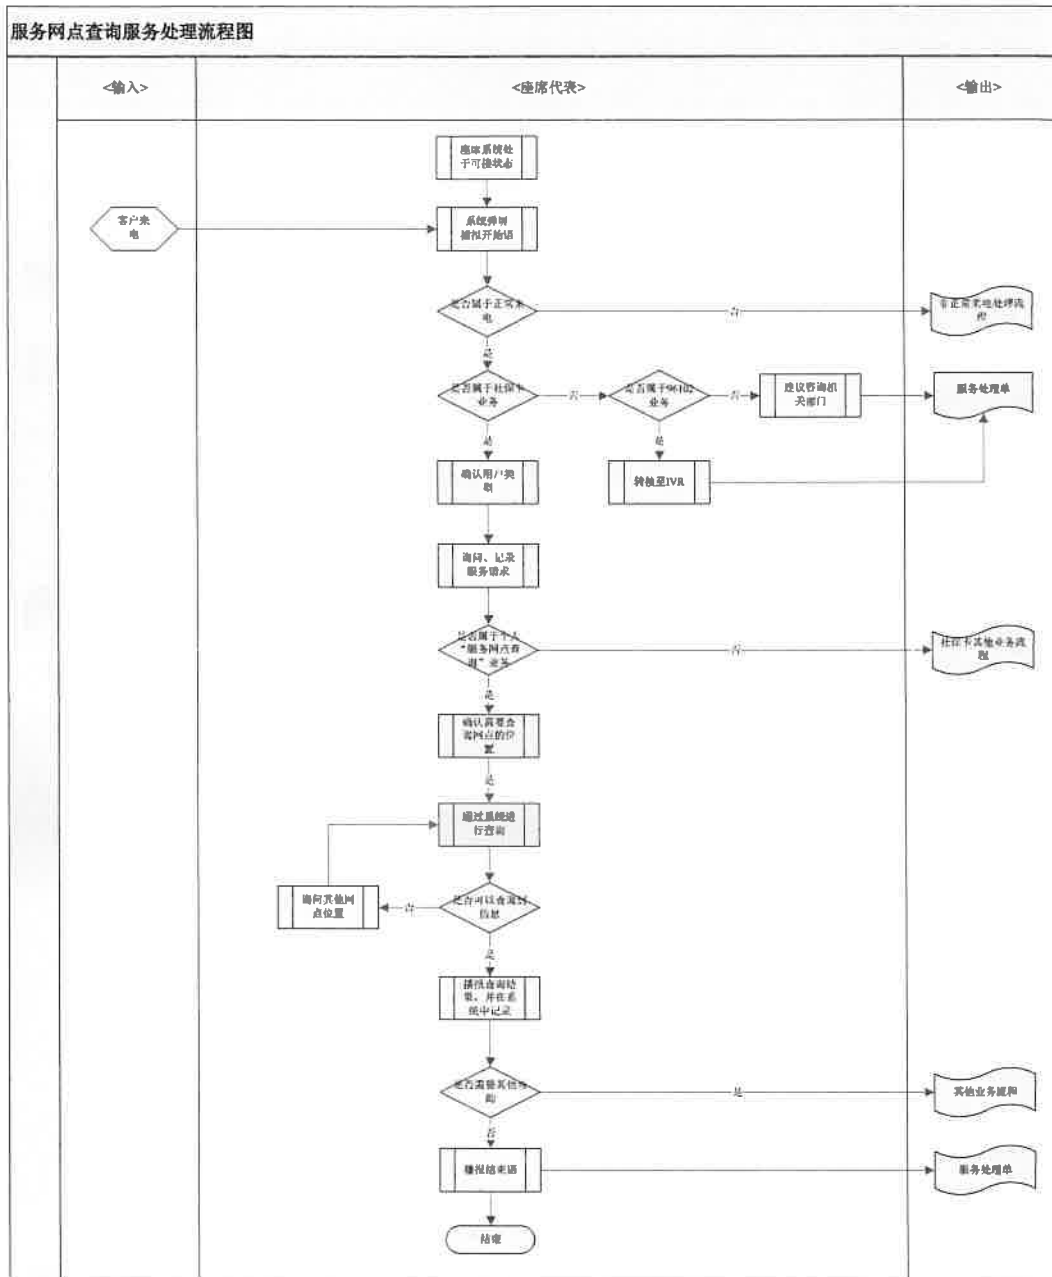 服务网点查询服务处理流程图
<输入>
<座席代表>
<输出>
座席系统处
于可接状态
客户来
电
系统弹屏
播报开始语
是否属于正常来
电
否
非正常来电处理流
程
是
是否属于社保卡
业务
否
是否属于96102
业务
否
建议咨询相
关部门
服务处理单
是
是
确认用户类
型
转接至IVR
询问、记录
服务请求
是否属于个人
“服务网点查
询”业务
否
社保卡其他业务流
程
是
确认需要查
询网点的位
置
是
通过系统进
行查询
询问其他网
点位置
否
是否可以查询到
信息
是
播报查询结
果，并在系
统中记录
是否需要其他帮
助
是
其他业务流程
否
播报结束语
服务处理单
结束